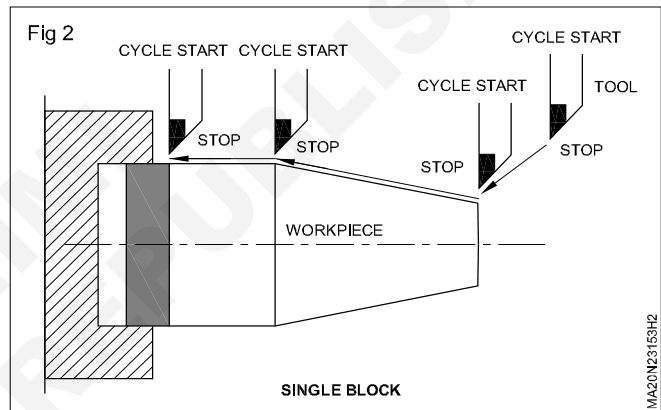 Fig 2
CYCLE START
CYCLE START
CYCLE START
CYCLE START
TOOL
STOP
STOP
STOP
STOP
WORKPIECE
SINGLE BLOCK
MA20N23153H2
REPUBLIS